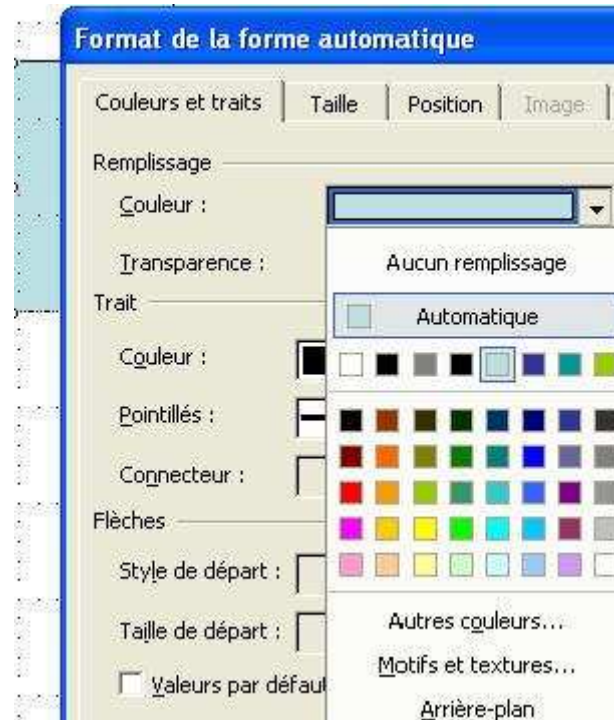 Format de la forme automatique
Couleurs et traits Taille Position Image
Remplissage
Couleur :
Transparence :
Aucun remplissage
Automatique
Trait
Couleur :
Pointillés :
Connecteur :
Flèches
Style de départ :
Taille de départ :
Valeurs par défaut
Autres couleurs...
Motifs et textures...
Arrière-plan